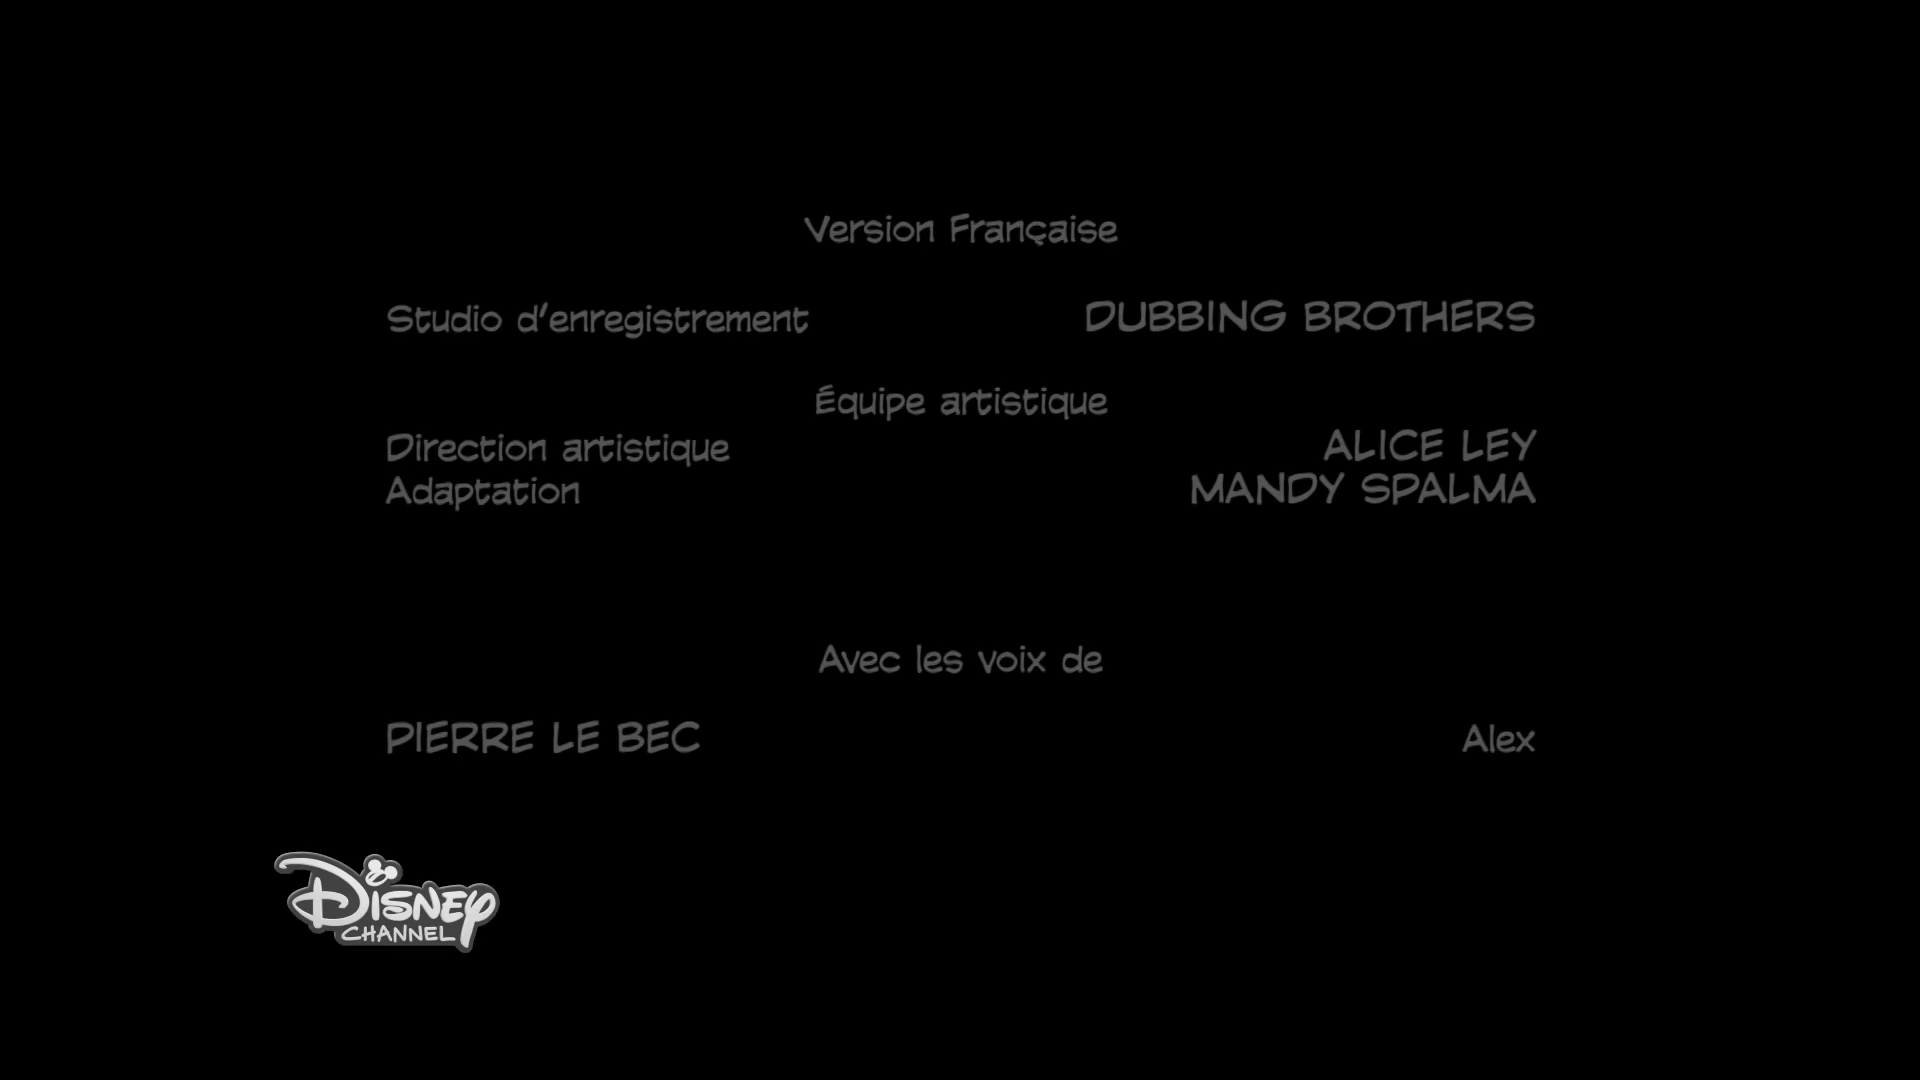 Version Française
Studio d'enregistrement DUBBING BROTHERS
Équipe artistique
Direction artistique ALICE LEY
Adaptation MANDY SPALMA
Avec les voix de
PIERRE LE BEC Alex
Disney
CHANNEL